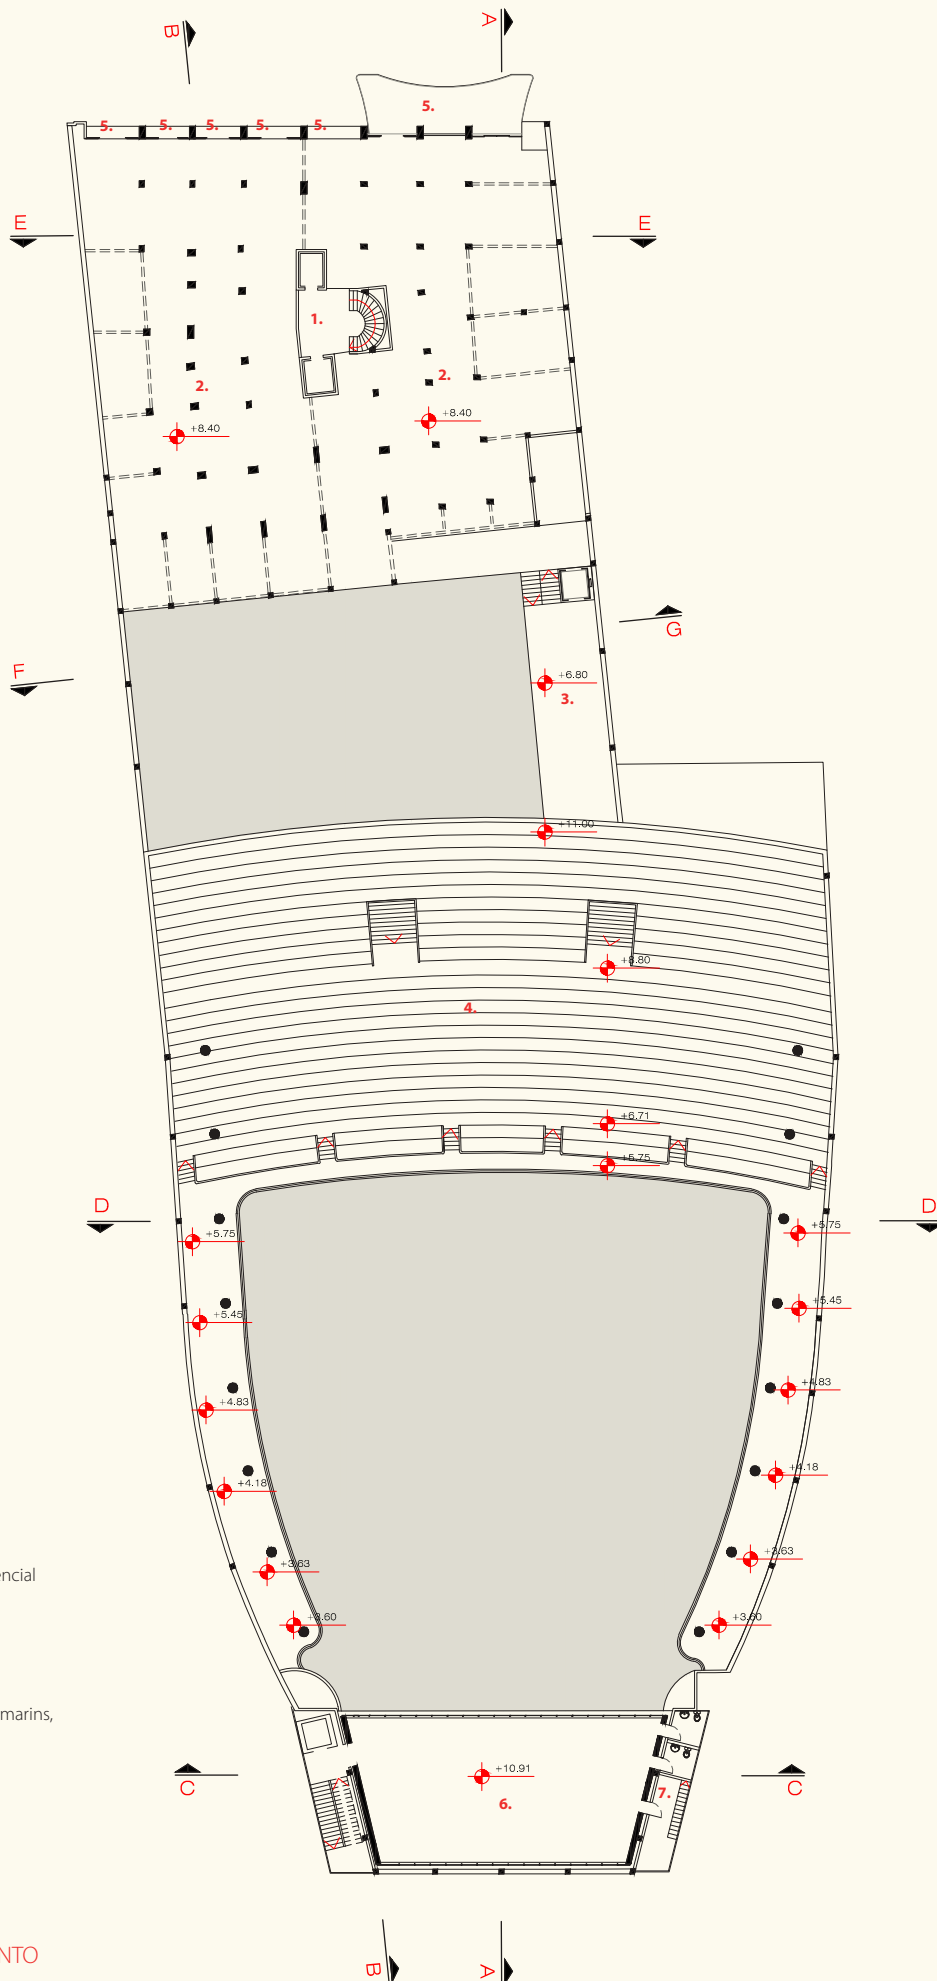 B
A
5.
5.
5.
5.
5.
5.
E
E
1.
2.
2.
+8.40
+8.40
G
F
+6.80
3.
+11.00
+8.80
4.
+6.71
+5.75
D
D
+5.75
+5.75
+5.45
+5.45
+4.83
+4.83
+4.18
+4.18
+3.63
+3.63
encial
+3.60
+3.60
marins,
+10.91
C
C
6.
7.
NTO
B
A